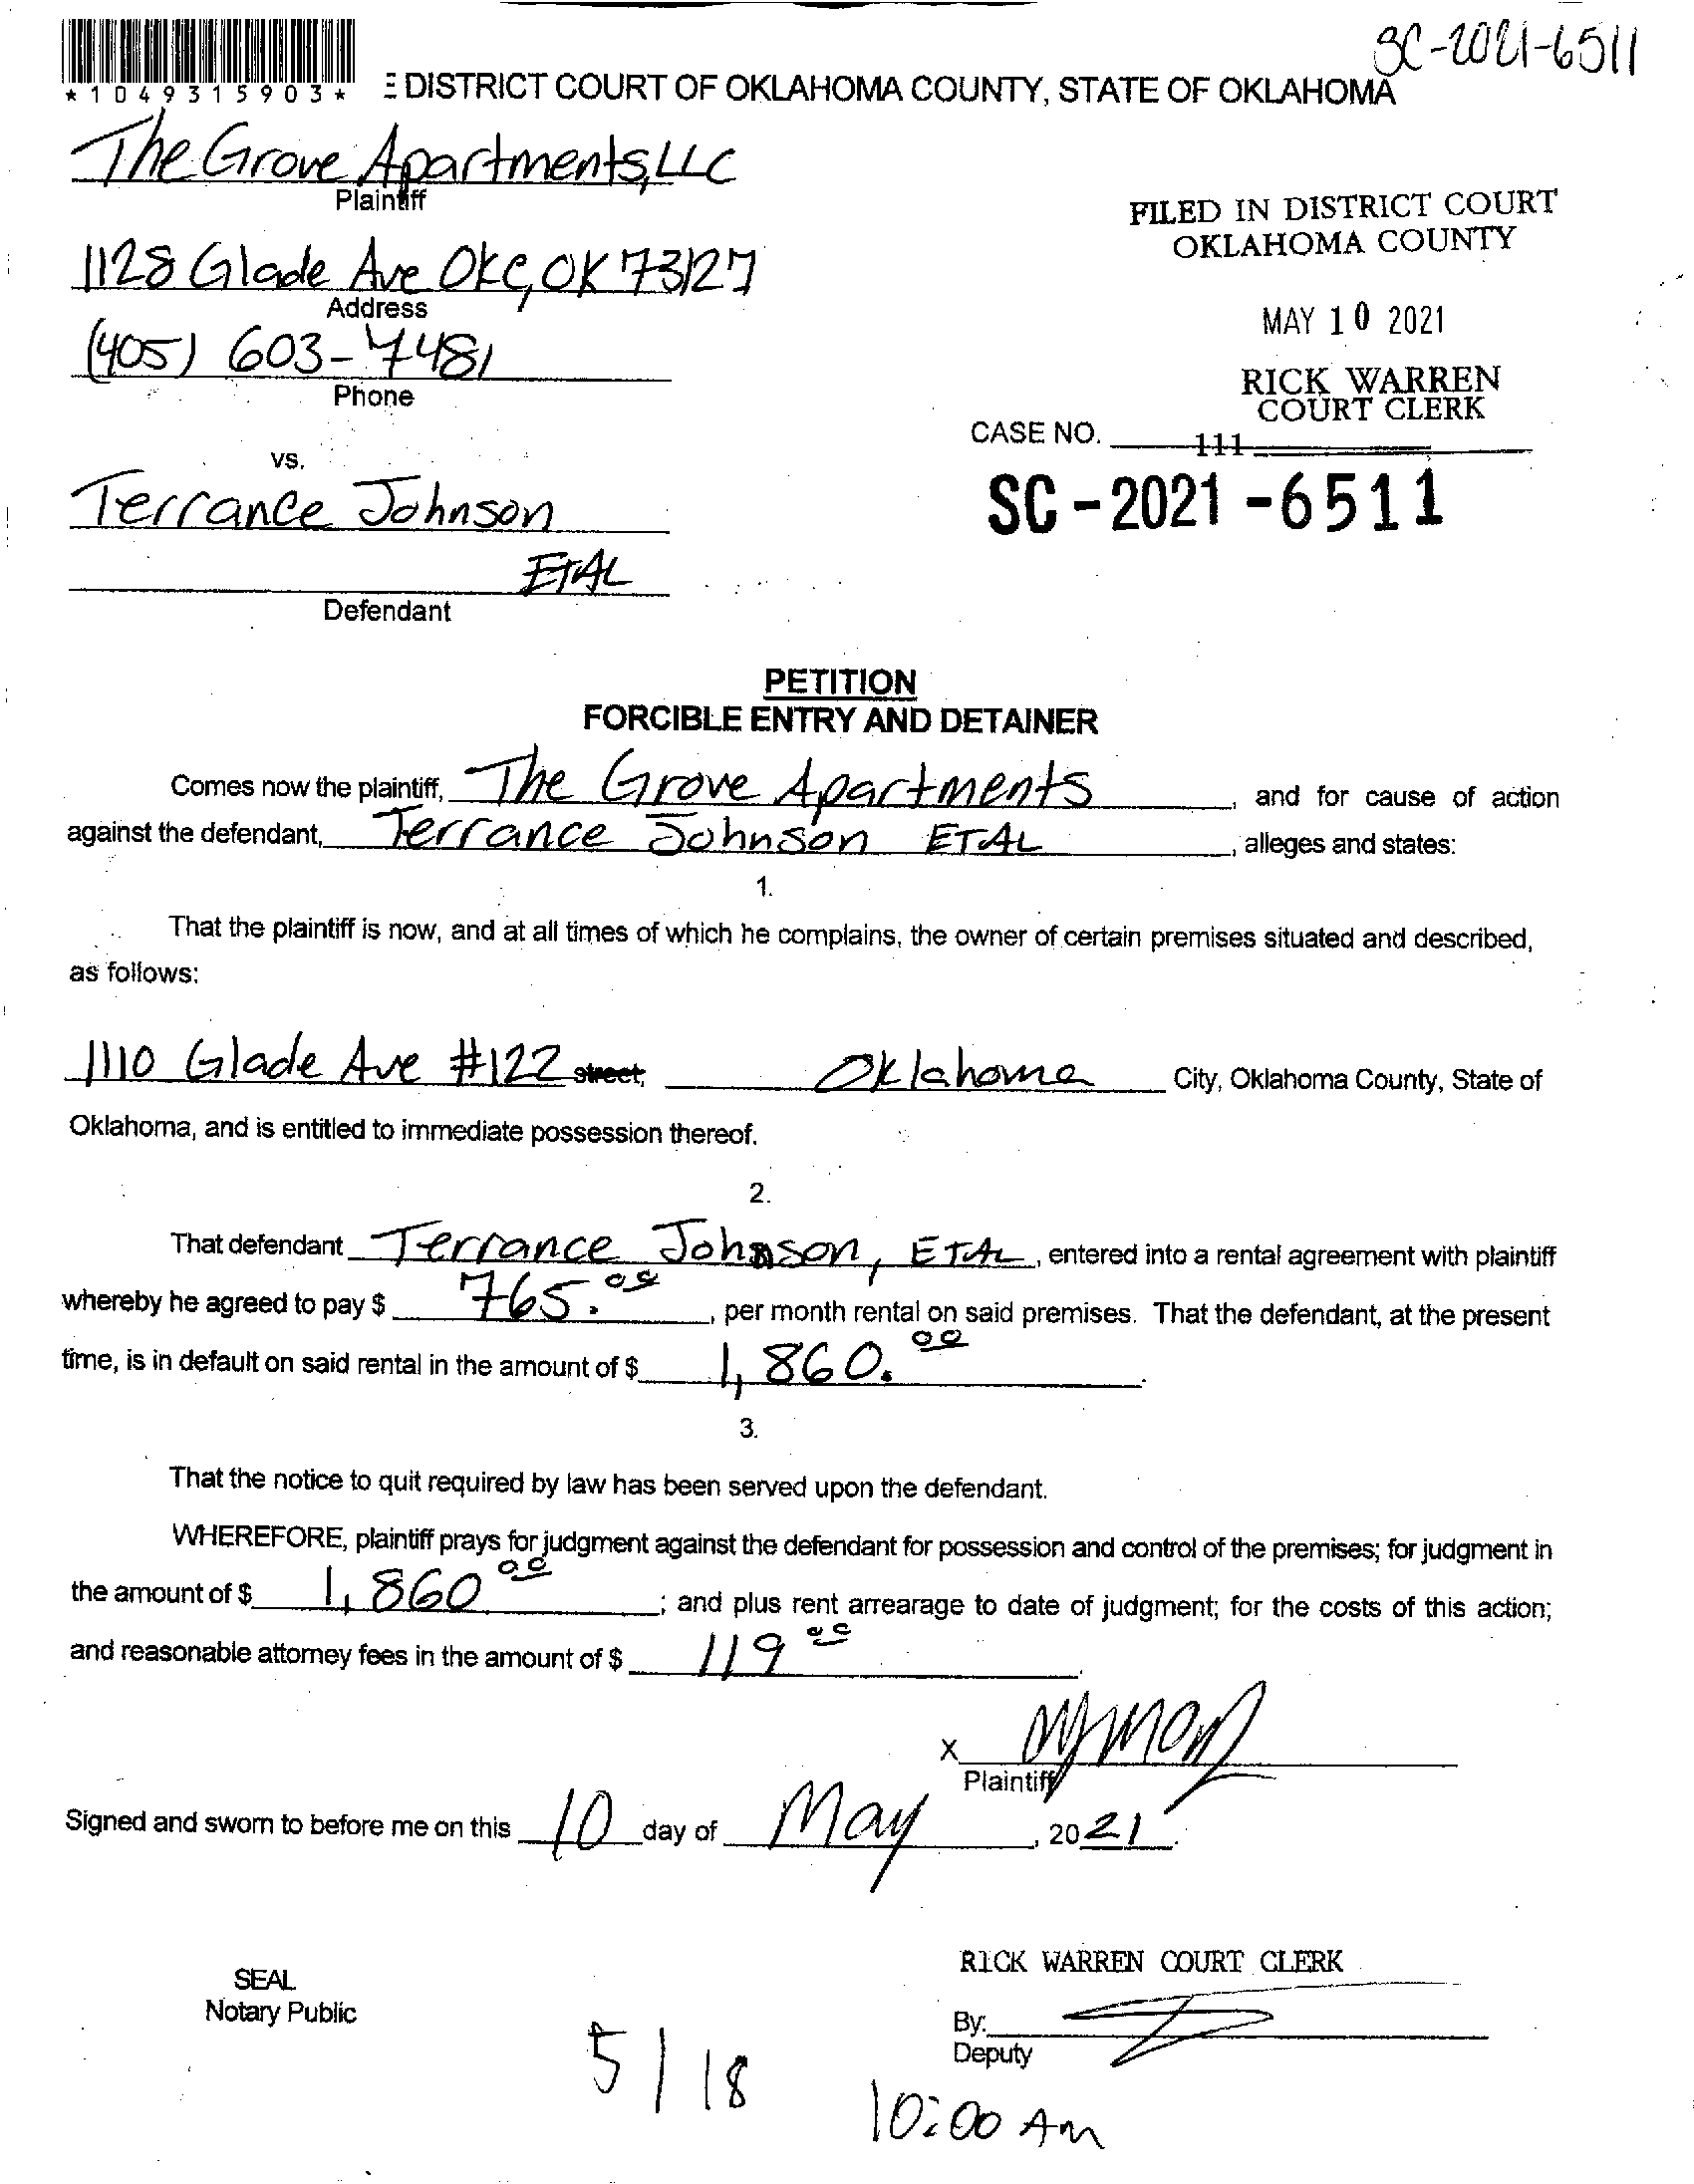 SC-2021-6511
*1049315903* E DISTRICT COURT OF OKLAHOMA COUNTY, STATE OF OKLAHOMA
The Grove Apartments, LLC
Plaintiff
FILED IN DISTRICT COURT
OKLAHOMA COUNTY
1128 Glade Ave OKC, OK 73127
Address
MAY 10 2021
(405) 603-7481
Phone
RICK WARREN
COURT CLERK
CASE NO.
111
vs.
Terrance Johnson
SC-2021-6511
ETAL
Defendant
PETITION
FORCIBLE ENTRY AND DETAINER
Comes now the plaintiff, The Grove Apartments, and for cause of action
against the defendant, Terrance Johnson ETAL, alleges and states:
1.
That the plaintiff is now, and at all times of which he complains, the owner of certain premises situated and described,
as follows:
1110 Glade Ave #122 street, Oklahoma City, Oklahoma County, State of
Oklahoma, and is entitled to immediate possession thereof.
2.
That defendant Terrance Johnson, ETAL, entered into a rental agreement with plaintiff
whereby he agreed to pay $ 765.00, per month rental on said premises. That the defendant, at the present
time, is in default on said rental in the amount of $ 1,860.00.
3.
That the notice to quit required by law has been served upon the defendant.
WHEREFORE, plaintiff prays for judgment against the defendant for possession and control of the premises; for judgment in
the amount of $ 1,860 00; and plus rent arrearage to date of judgment; for the costs of this action;
and reasonable attorney fees in the amount of $ 119 00.
X
Plaintiff
Signed and sworn to before me on this 10 day of May, 2021.
RICK WARREN COURT CLERK
SEAL
Notary Public
By:
Deputy
5/18
10:00 AM